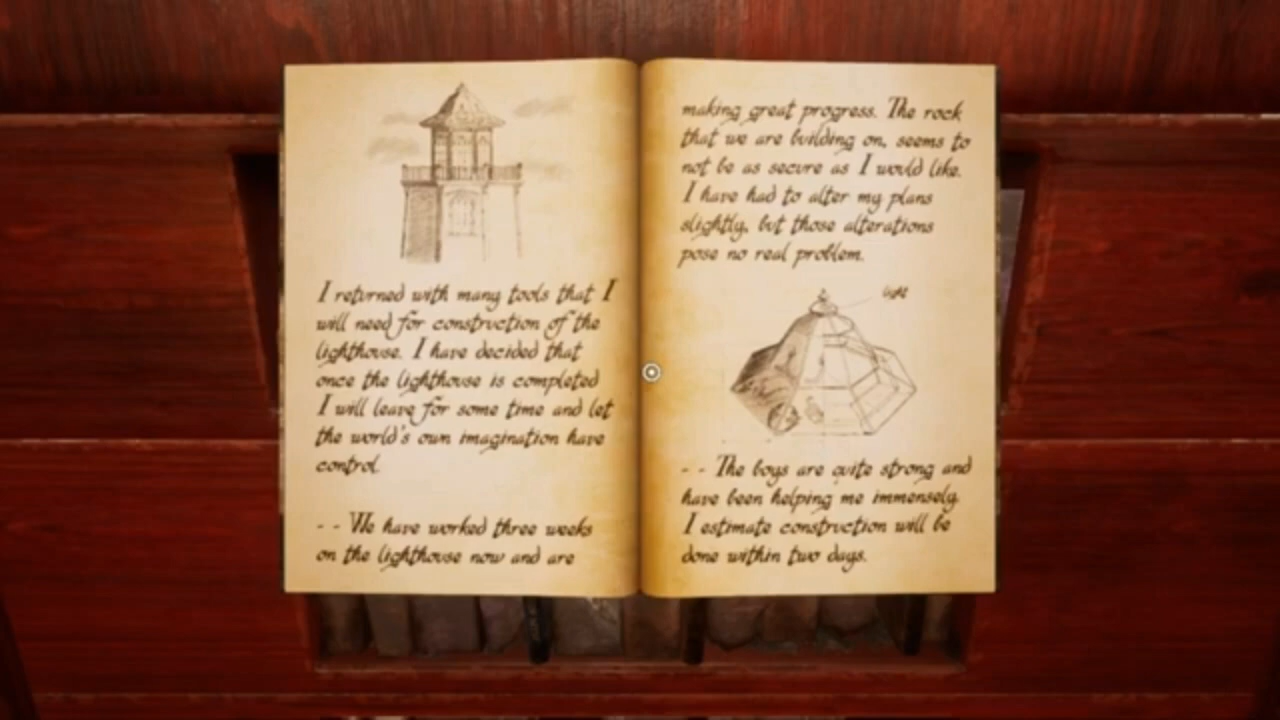 I returned with many tools that I
will need for construction of the
lighthouse. I have decided that
once the lighthouse is completed
I will leave for some time and let
the world's own imagination have
control.
- - We have worked three weeks
on the lighthouse now and are
making great progress. The rock
that we are building on, seems to
not be as secure as I would like.
I have had to alter my plans
slightly, but those alterations
pose no real problem.
light
- - The boys are quite strong and
have been helping me immensely.
I estimate construction will be
done within two days.